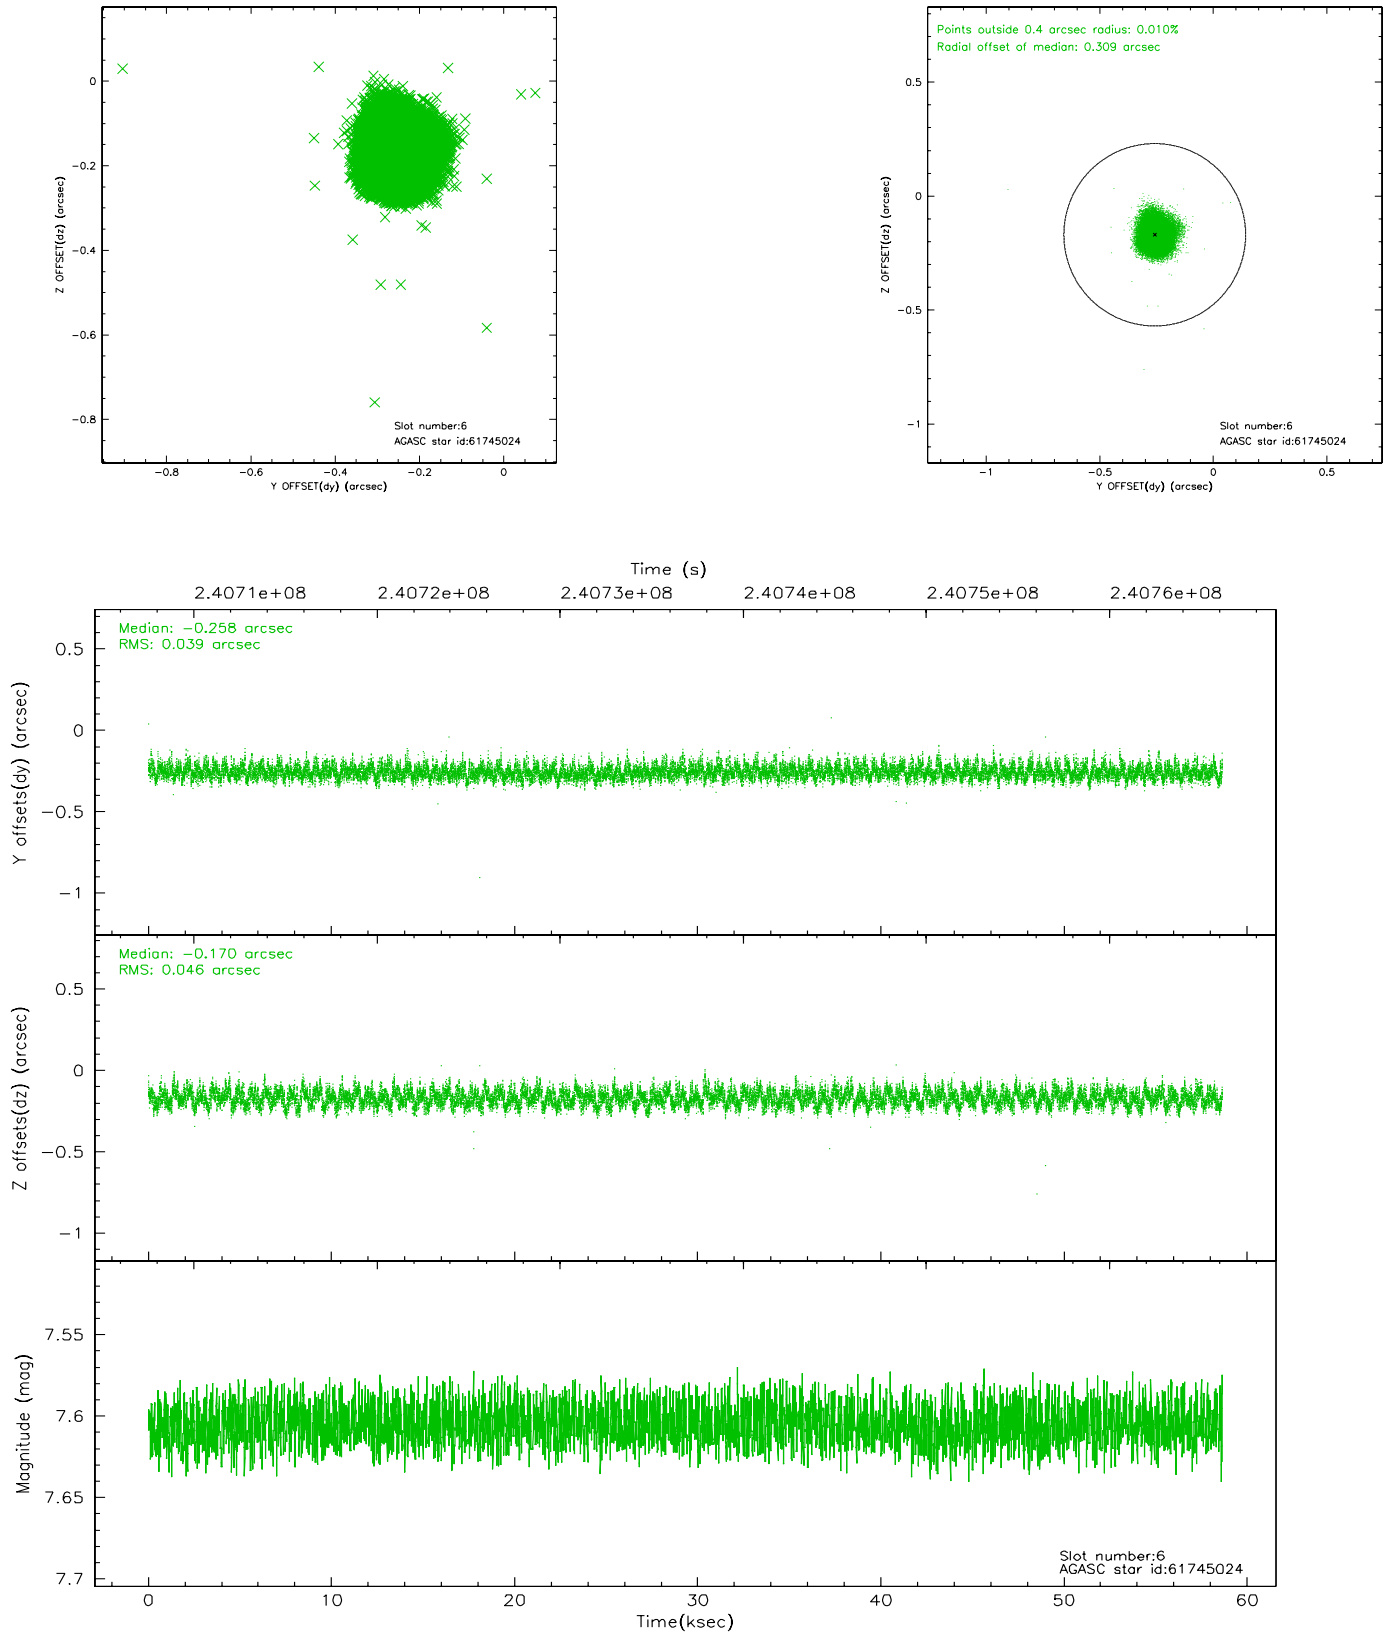 0
−0.2
−0.4
−0.6
−0.8
Z OFFSET(dz) (arcsec)
Slot number:6
AGASC star id:61745024
−0.8 −0.6 −0.4 −0.2 0
Y OFFSET(dy) (arcsec)
Points outside 0.4 arcsec radius: 0.010%
Radial offset of median: 0.309 arcsec
0.5
0
−0.5
−1
Z OFFSET(dz) (arcsec)
Slot number:6
AGASC star id:61745024
−1 −0.5 0 0.5
Y OFFSET(dy) (arcsec)
Time (s)
2.4071e+08 2.4072e+08 2.4073e+08 2.4074e+08 2.4075e+08 2.4076e+08
Median: −0.258 arcsec
RMS: 0.039 arcsec
0.5
0
−0.5
−1
Y offsets(dy) (arcsec)
Median: −0.170 arcsec
RMS: 0.046 arcsec
0.5
0
−0.5
−1
Z offsets(dz) (arcsec)
7.55
7.6
7.65
7.7
Magnitude (mag)
Slot number:6
AGASC star id:61745024
0 10 20 30 40 50 60
Time(ksec)